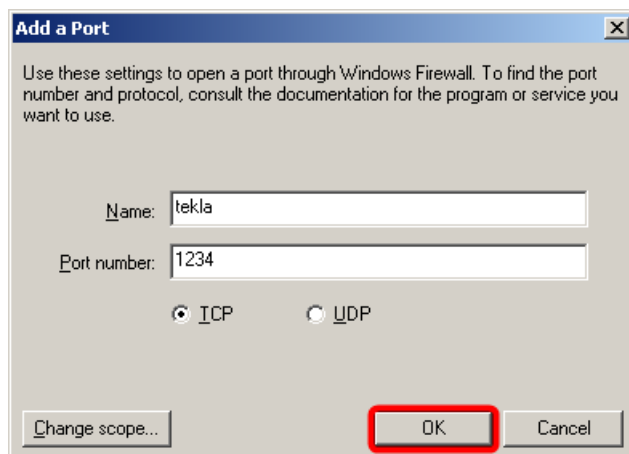 Add a Port
Use these settings to open a port through Windows Firewall. To find the port
number and protocol, consult the documentation for the program or service you
want to use.
Name: tekla
Port number: 1234
TCP UDP
Change scope... OK Cancel